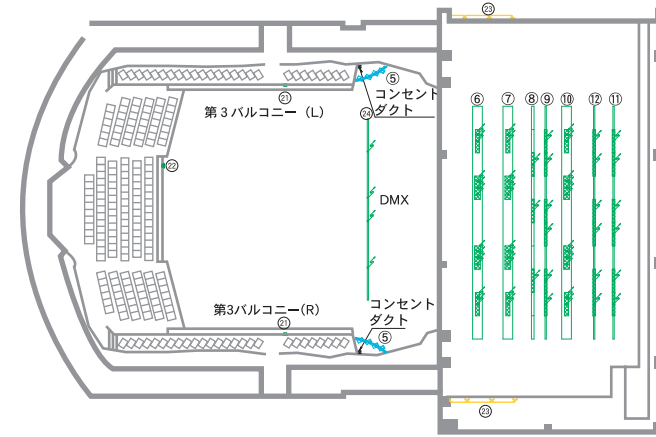 ㉓
⑤
コンセント
ダクト
㉑
第３バルコニー（L）
㉔
⑥ ⑦ ⑧ ⑨ ⑩ ⑫ ⑪
㉒
DMX
第3バルコニー(R)
コンセント
ダクト
㉑
⑤
㉓